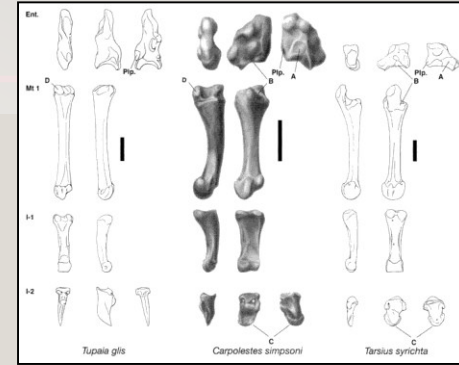 Ent.
Plp. Plp. A Plp. A
B B
Mt 1 D D
I-1
I-2
C C
Tupaia glis Carpolestes simpsoni Tarsius syrichta